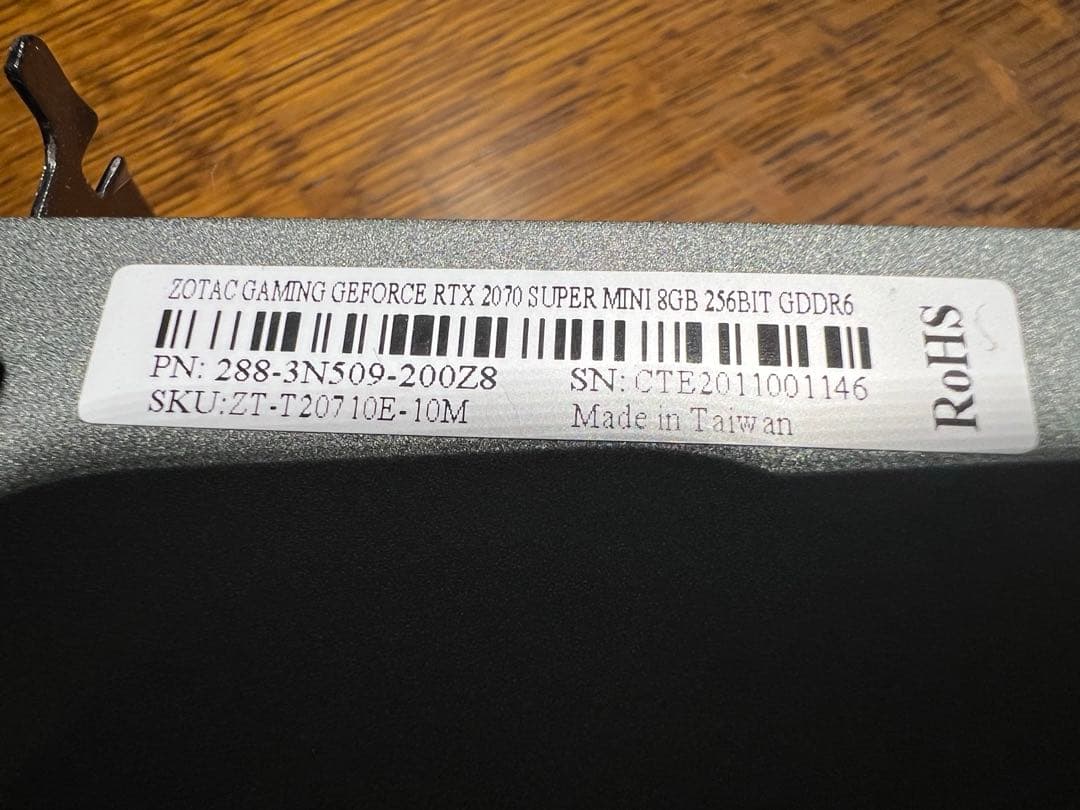 ZOTAC GAMING GEFORCE RTX 2070 SUPER MINI 8GB 256BIT GDDR6
PN: 288-3N509-200Z8 SN: CTE2011001146
SKU:ZT-T20710E-10M Made in Taiwan
RoHS